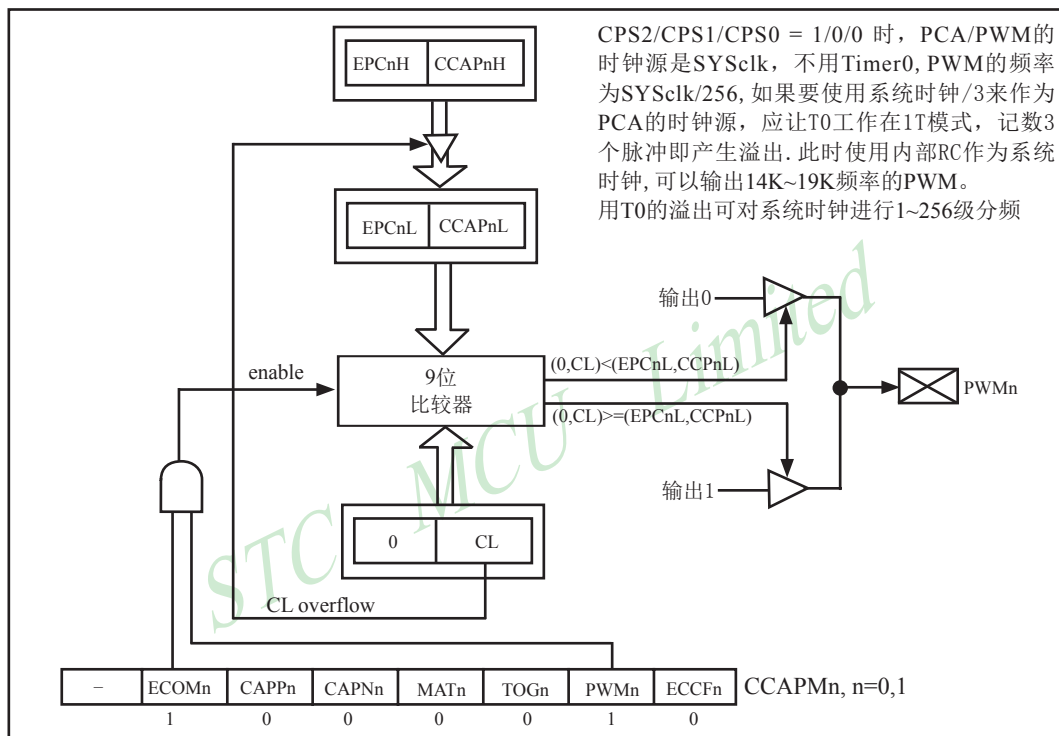 CPS2/CPS1/CPS0 = 1/0/0 时，PCA/PWM的
时钟源是SYSclk，不用Timer0, PWM的频率
为SYSclk/256, 如果要使用系统时钟/3来作为
PCA的时钟源，应让T0工作在1T模式，记数3
个脉冲即产生溢出. 此时使用内部RC作为系统
时钟, 可以输出14K~19K频率的PWM。
用T0的溢出可对系统时钟进行1~256级分频
EPCnH CCAPnH
EPCnL CCAPnL
输出0
(0,CL)<(EPCnL,CCPnL)
enable
9位
比较器
PWMn
(0,CL)>=(EPCnL,CCPnL)
输出1
0 CL
CL overflow
– ECOMn CAPPn CAPNn MATn TOGn PWMn ECCFn CCAPMn, n=0,1
1 0 0 0 0 1 0
STC MCU Limited